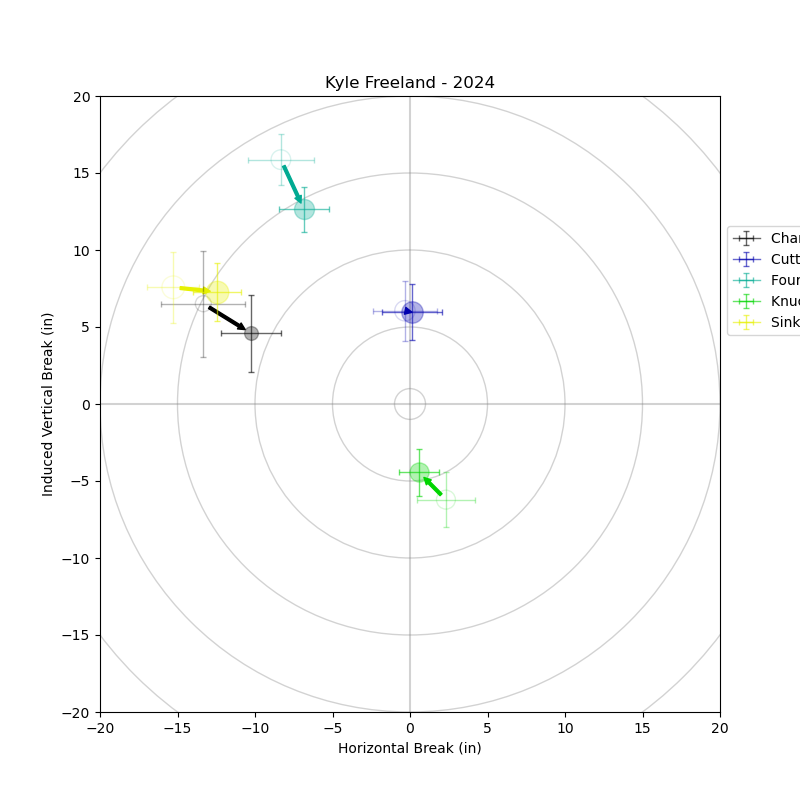 Kyle Freeland - 2024
20
15
10
5
0
−5
−10
−15
−20
Induced Vertical Break (in)
−20 −15 −10 −5 0 5 10 15 20
Horizontal Break (in)
Char
Cutt
Four
Knuc
Sink